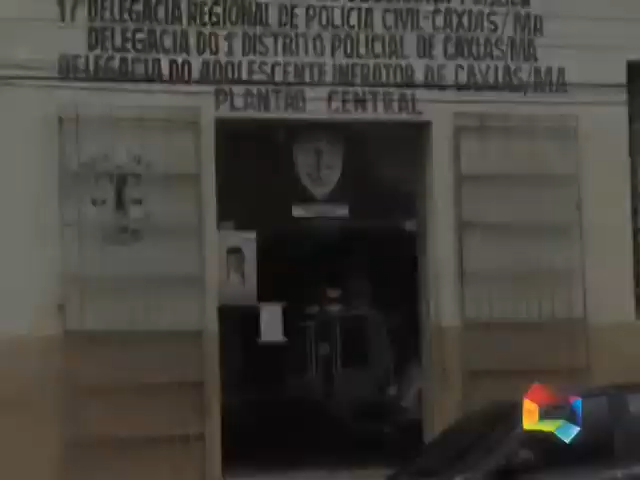 17ª DELEGACIA REGIONAL DE POLÍCIA CIVIL-CAXIAS/MA
DELEGACIA DO 1º DISTRITO POLICIAL DE CAXIAS/MA
DELEGACIA DO ADOLESCENTE INFRATOR DE CAXIAS/MA
PLANTÃO CENTRAL